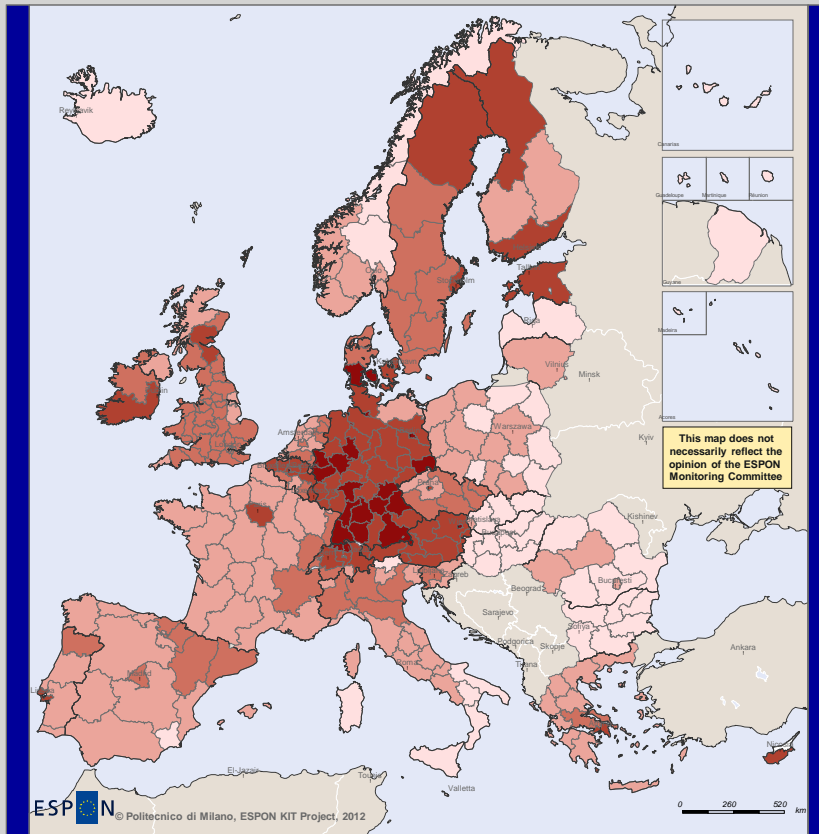 Canarias
Reykjavik
Guadeloupe
Martinique
Réunion
Guyane
Oslo
Stockholm
Tallinn
Madeira
Riga
Vilnius
Minsk
Acores
Amsterdam
Warszawa
Kyiv
This map does not
necessarily reflect the
opinion of the ESPON
Monitoring Committee
Praha
Paris
Kishinev
Bratislava
Budapest
Ljubljana
Zagreb
Beograd
Bucuresti
Sarajevo
Sofiya
Podgorica
Skopje
Ankara
Roma
Tirana
Madrid
Lisboa
Nicosia
El-Jazair
Tounis
Valletta
0 260 520
km
ESPON
© Politecnico di Milano, ESPON KIT Project, 2012